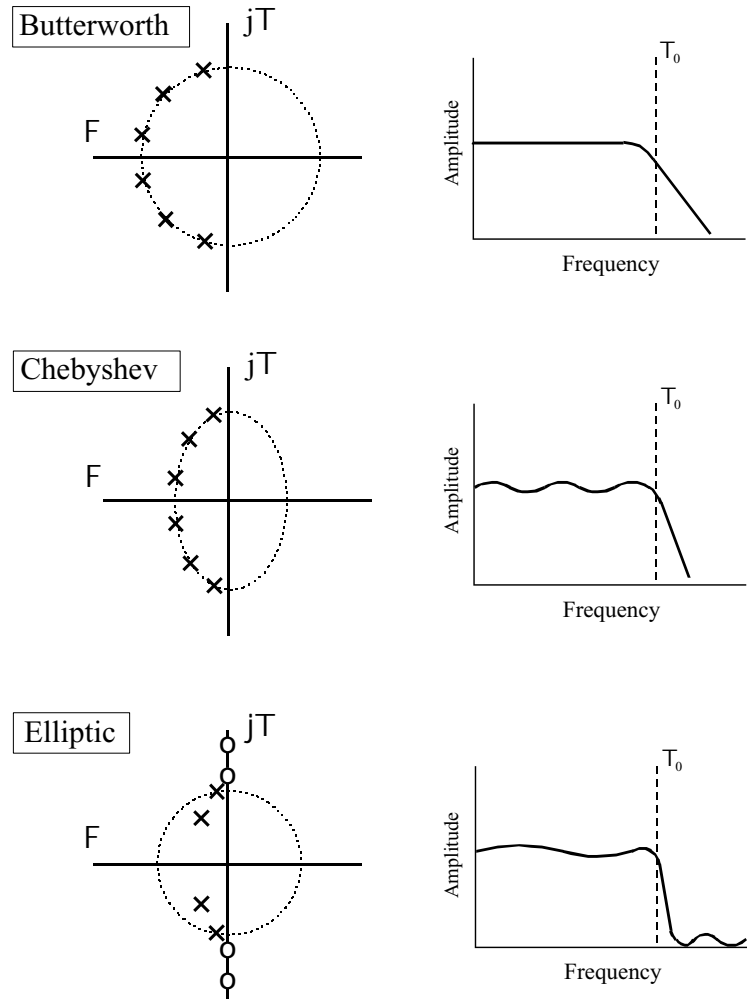 Butterworth
jT
F
T0
Amplitude
Frequency
Chebyshev
jT
F
T0
Amplitude
Frequency
Elliptic
jT
F
T0
Amplitude
Frequency